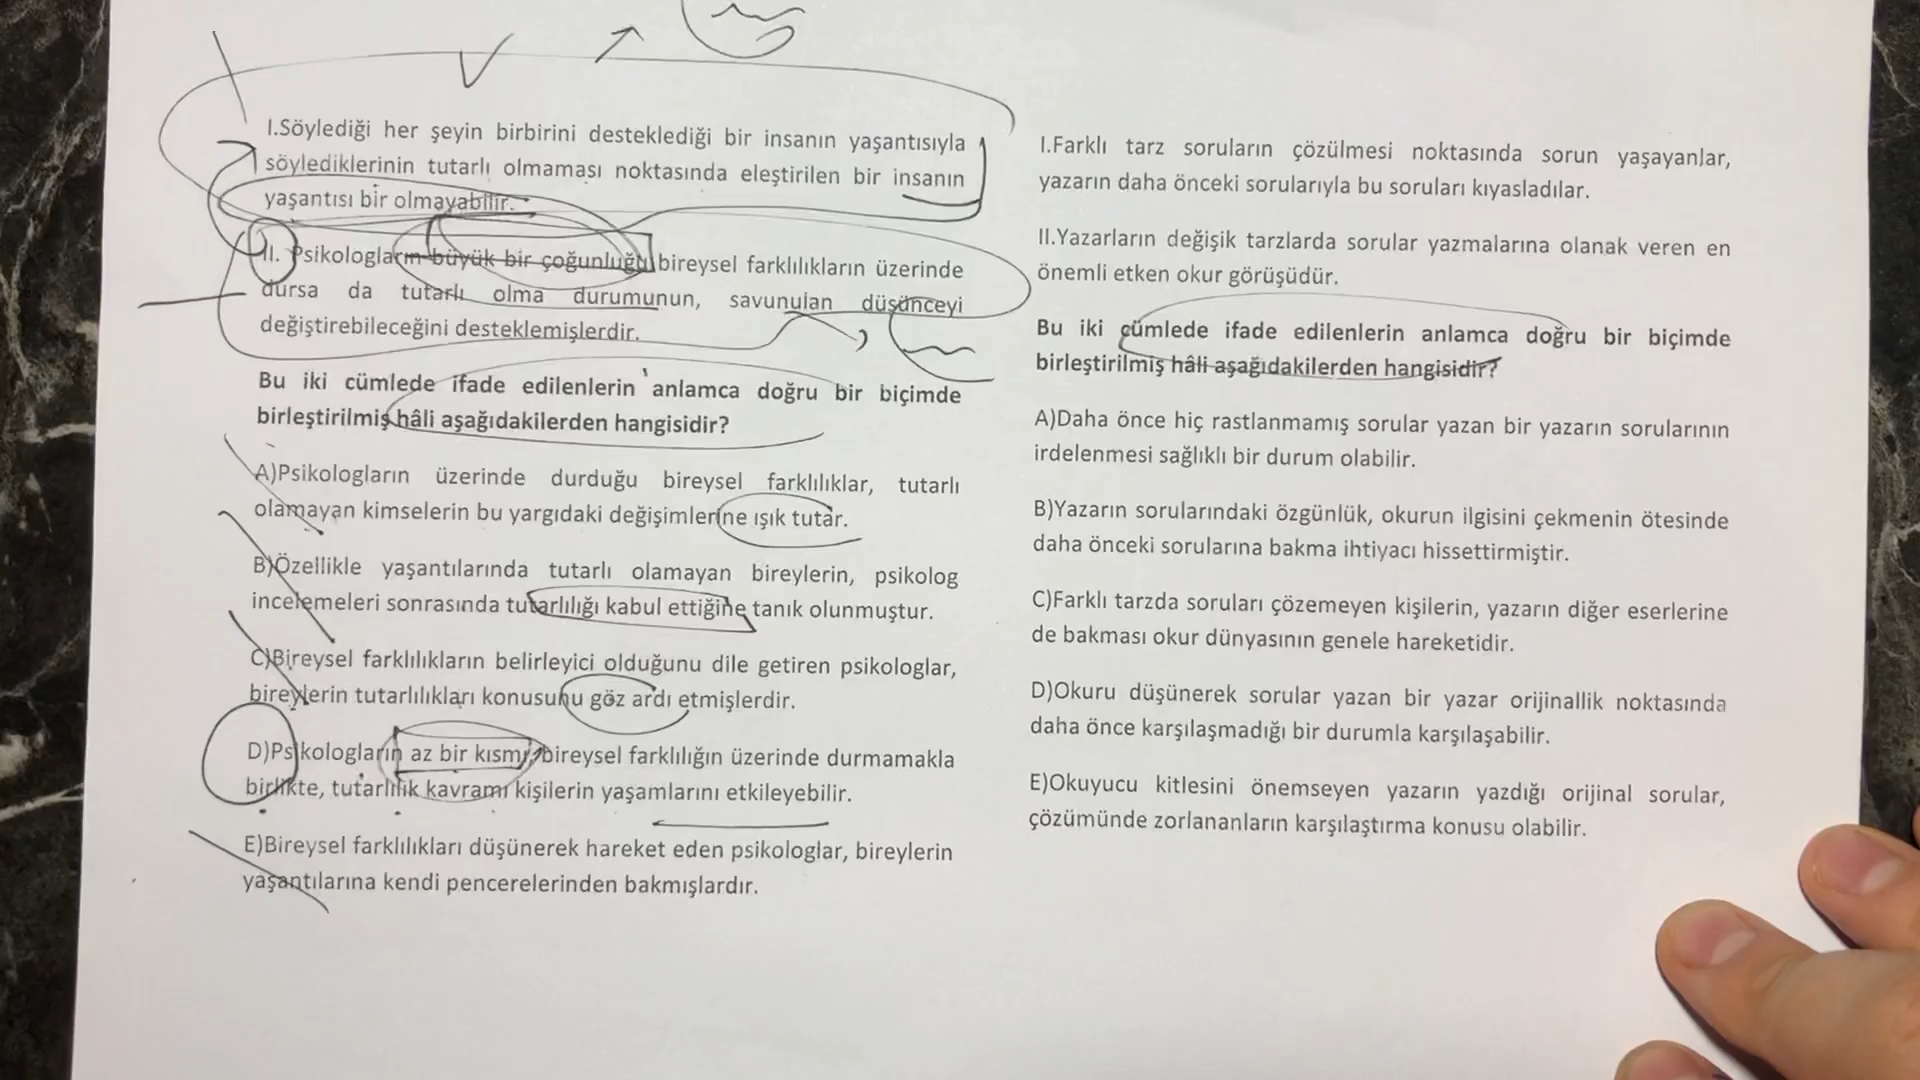 I.Söylediği her şeyin birbirini desteklediği bir insanın yaşantısıyla
söylediklerinin tutarlı olmaması noktasında eleştirilen bir insanın
yaşantısı bir olmayabilir.
II. Psikologların büyük bir çoğunluğu bireysel farklılıkların üzerinde
dursa da tutarlı olma durumunun, savunulan düşünceyi
değiştirebileceğini desteklemişlerdir.
Bu iki cümlede ifade edilenlerin anlamca doğru bir biçimde
birleştirilmiş hâli aşağıdakilerden hangisidir?
A)Psikologların üzerinde durduğu bireysel farklılıklar, tutarlı
olamayan kimselerin bu yargıdaki değişimlerine ışık tutar.
B)Özellikle yaşantılarında tutarlı olamayan bireylerin, psikolog
incelemeleri sonrasında tutarlılığı kabul ettiğine tanık olunmuştur.
C)Bireysel farklılıkların belirleyici olduğunu dile getiren psikologlar,
bireylerin tutarlılıkları konusunu göz ardı etmişlerdir.
D)Psikologların az bir kısmı, bireysel farklılığın üzerinde durmamakla
birlikte, tutarlılık kavramı kişilerin yaşamlarını etkileyebilir.
E)Bireysel farklılıkları düşünerek hareket eden psikologlar, bireylerin
yaşantılarına kendi pencerelerinden bakmışlardır.
I.Farklı tarz soruların çözülmesi noktasında sorun yaşayanlar,
yazarın daha önceki sorularıyla bu soruları kıyasladılar.
II.Yazarların değişik tarzlarda sorular yazmalarına olanak veren en
önemli etken okur görüşüdür.
Bu iki cümlede ifade edilenlerin anlamca doğru bir biçimde
birleştirilmiş hâli aşağıdakilerden hangisidir?
A)Daha önce hiç rastlanmamış sorular yazan bir yazarın sorularının
irdelenmesi sağlıklı bir durum olabilir.
B)Yazarın sorularındaki özgünlük, okurun ilgisini çekmenin ötesinde
daha önceki sorularına bakma ihtiyacı hissettirmiştir.
C)Farklı tarzda soruları çözemeyen kişilerin, yazarın diğer eserlerine
de bakması okur dünyasının genele hareketidir.
D)Okuru düşünerek sorular yazan bir yazar orijinallik noktasında
daha önce karşılaşmadığı bir durumla karşılaşabilir.
E)Okuyucu kitlesini önemseyen yazarın yazdığı orijinal sorular,
çözümünde zorlananların karşılaştırma konusu olabilir.